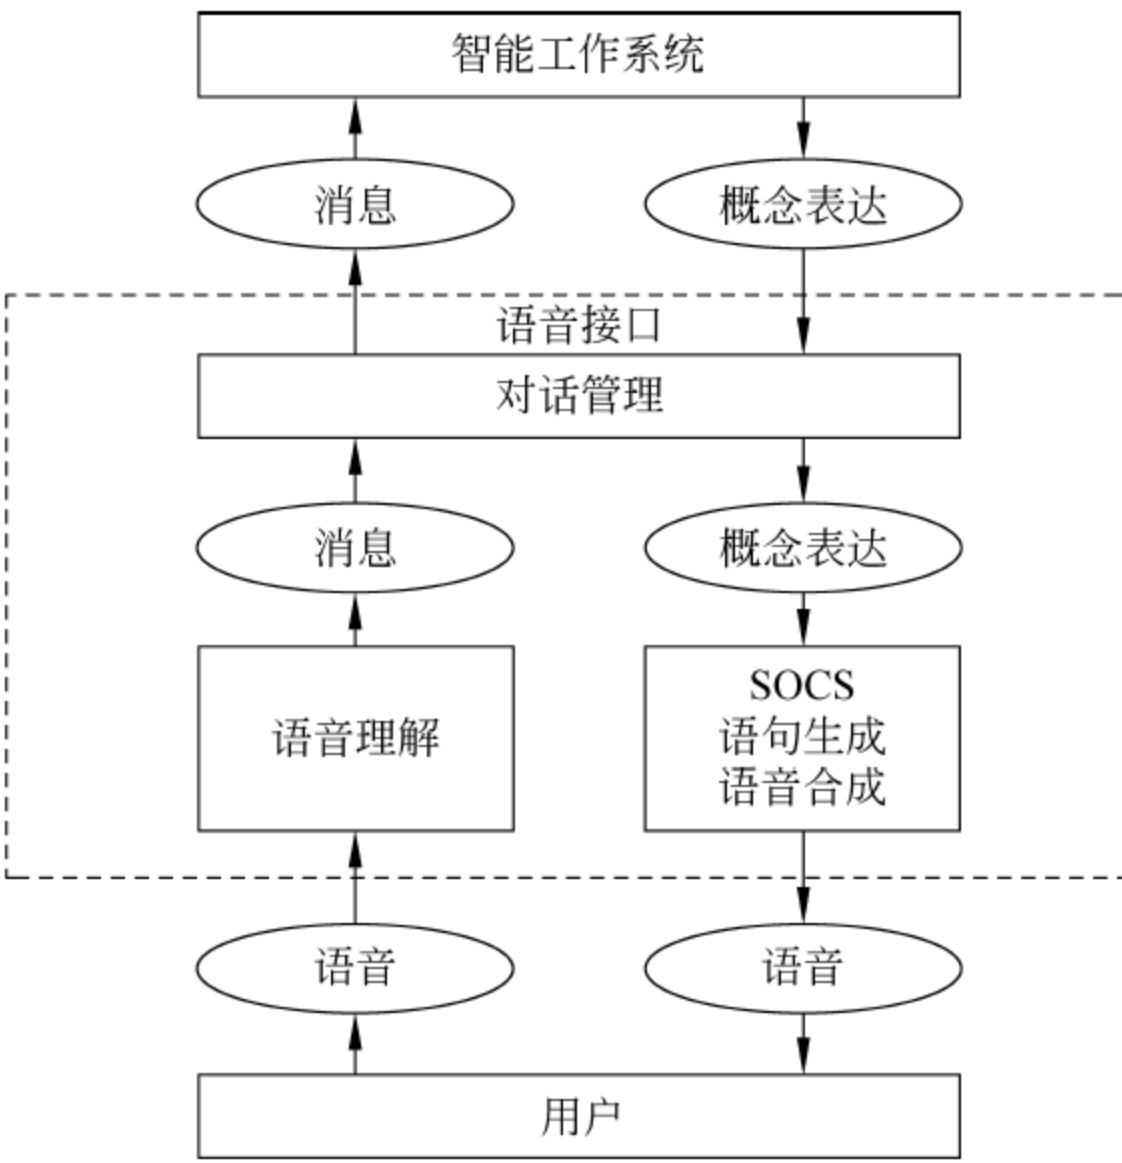 智能工作系统
消息
概念表达
语音接口
对话管理
消息
概念表达
语音理解
SOCS
语句生成
语音合成
语音
语音
用户